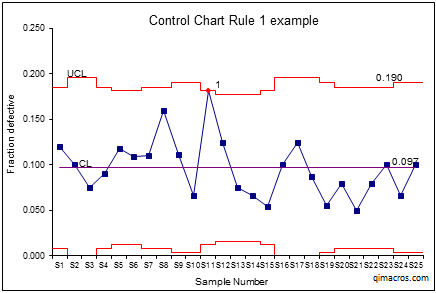 Control Chart Rule 1 example
0.250
0.200
0.150
0.100
0.050
0.000
Fraction defective
UCL
1
0.190
CL
0.097
S1 S2 S3 S4 S5 S6 S7 S8 S9 S10 S11 S12 S13 S14 S15 S16 S17 S18 S19 S20 S21 S22 S23 S24 S25
Sample Number
qimacros.com